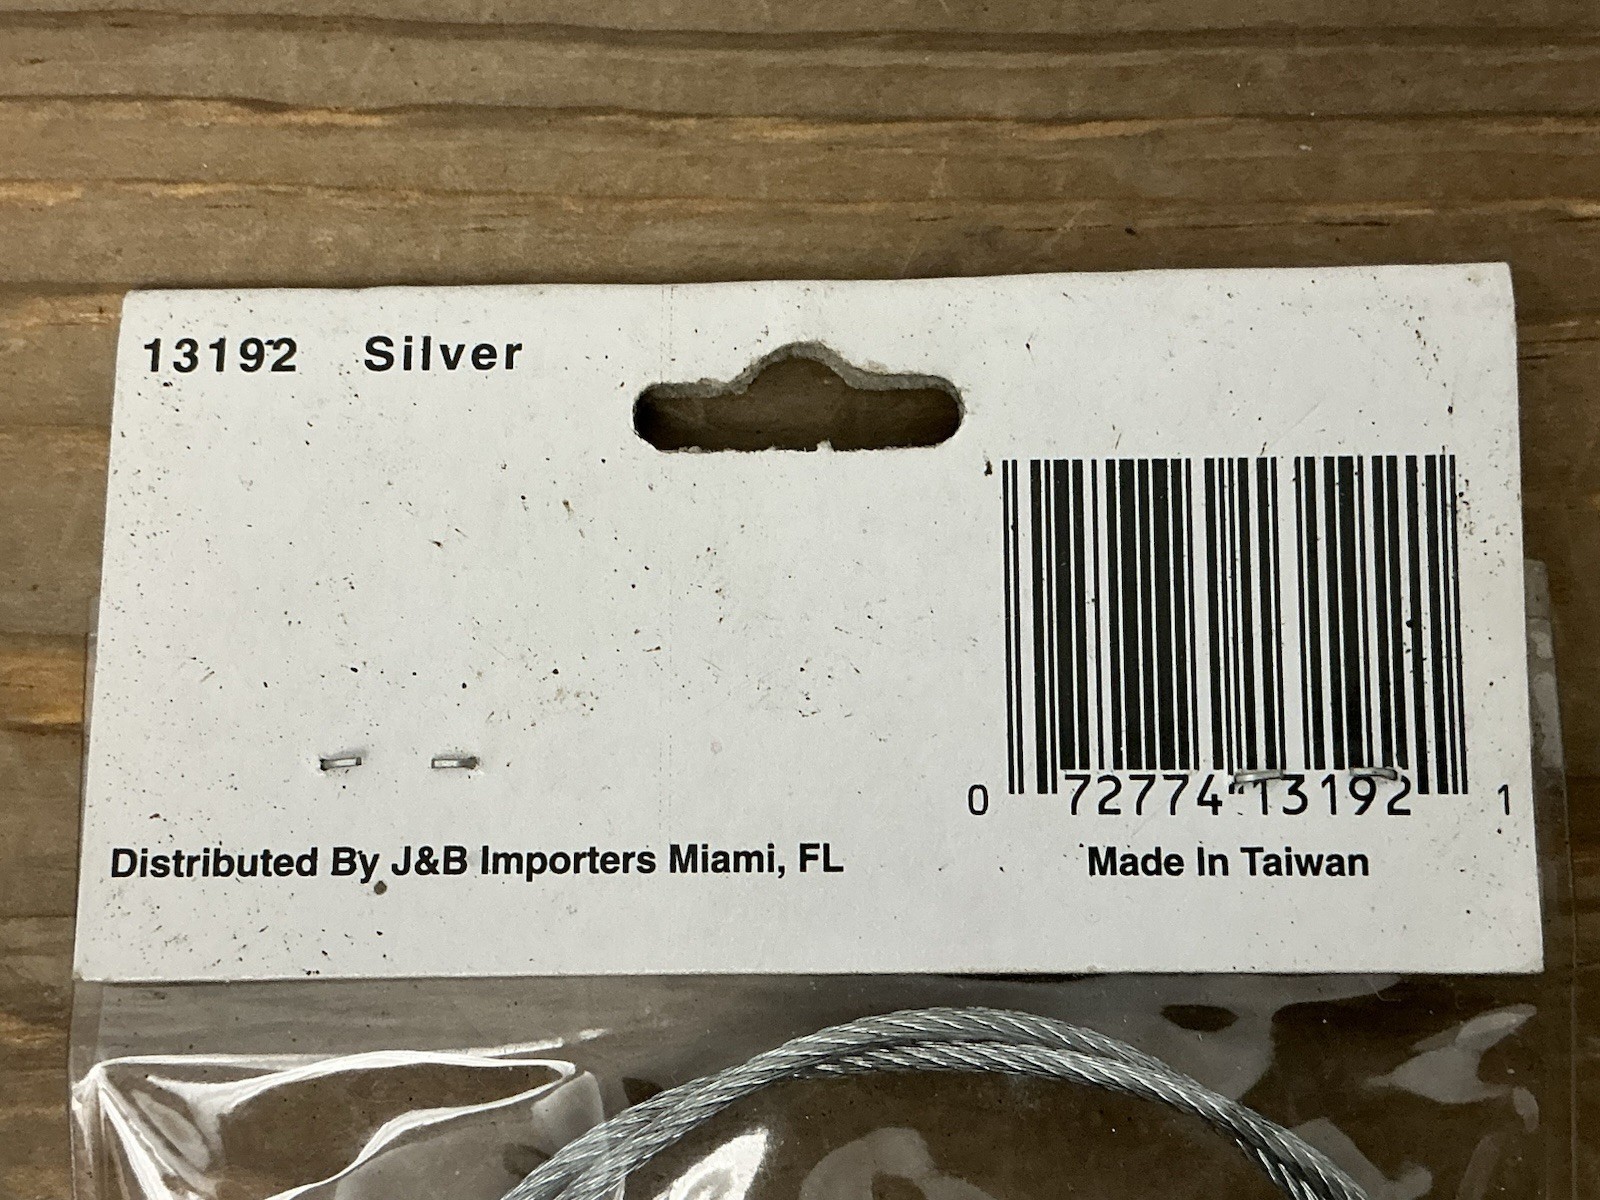 13192 Silver
0 72774 13192 1
Distributed By J&B Importers Miami, FL
Made In Taiwan